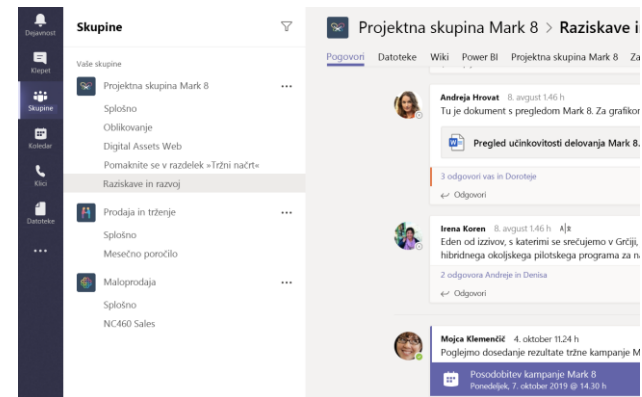 Dejavnost
Klepet
Skupine
Koledar
Klici
Datoteke
Skupine
Vaše skupine
Projektna skupina Mark 8
Splošno
Oblikovanje
Digital Assets Web
Pomaknite se v razdelek »Tržni načrt«
Raziskave in razvoj
Prodaja in trženje
Splošno
Mesečno poročilo
Maloprodaja
Splošno
NC460 Sales
Projektna skupina Mark 8 > Raziskave i
Pogovori Datoteke Wiki Power BI Projektna skupina Mark 8 Za
Andreja Hrovat 8. avgust 1.46 h
Tu je dokument s pregledom Mark 8. Za grafikon
Pregled učinkovitosti delovanja Mark 8.
3 odgovori vas in Doroteje
Odgovori
Irena Koren 8. avgust 1.46 h
Eden od izzivov, s katerimi se srečujemo v Grčiji,
hibridnega okoljskega pilotskega programa za na
2 odgovora Andreje in Denisa
Odgovori
Mojca Klemenčič 4. oktober 11.24 h
Poglejmo dosedanje rezultate tržne kampanje M
Posodobitev kampanje Mark 8
Ponedeljek, 7. oktober 2019 @ 14.30 h